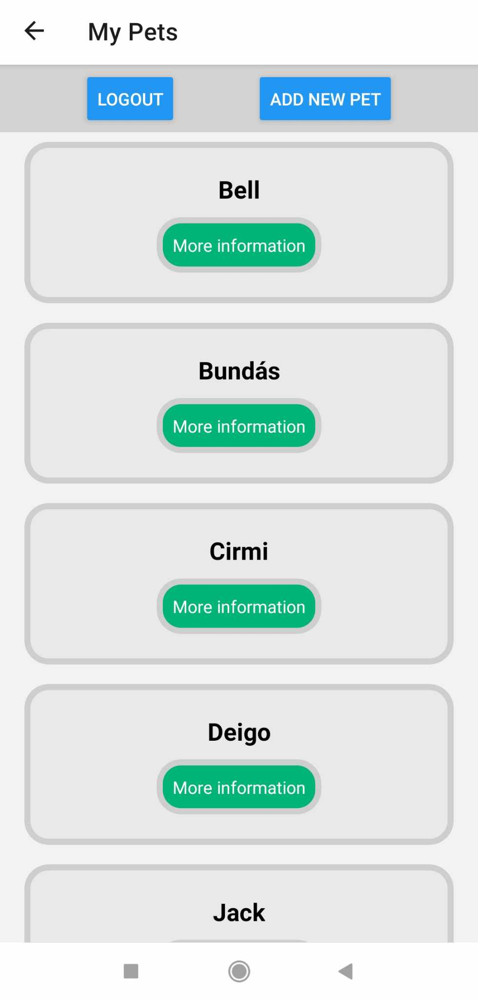 My Pets
LOGOUT
ADD NEW PET
Bell
More information
Bundás
More information
Cirmi
More information
Deigo
More information
Jack